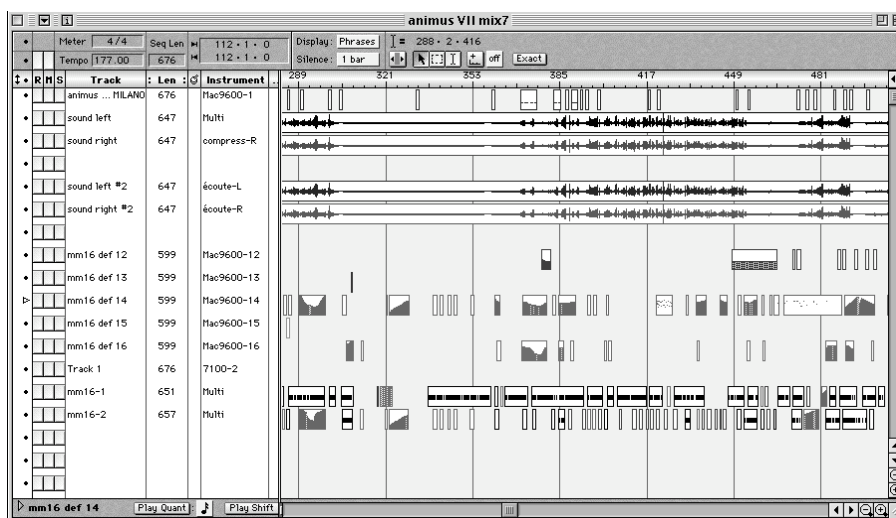 animus VII mix7
Meter 4/4 Seq Len 112 · 1 · 0 Display: Phrases = 288 · 2 · 416
Tempo 177.00 676 112 · 1 · 0 Silence: 1 bar off Exact
R M S Track : Len : Instrument .. 289 321 353 385 417 449 481
animus ... MILANO 676 Mac9600-1
sound left 647 Multi
sound right 647 compress-R
sound left #2 647 écoute-L
sound right #2 647 écoute-R
mm16 def 12 599 Mac9600-12
mm16 def 13 599 Mac9600-13
mm16 def 14 599 Mac9600-14
mm16 def 15 599 Mac9600-15
mm16 def 16 599 Mac9600-16
Track 1 676 7100-2
mm16-1 651 Multi
mm16-2 657 Multi
mm16 def 14 Play Quant: Play Shift